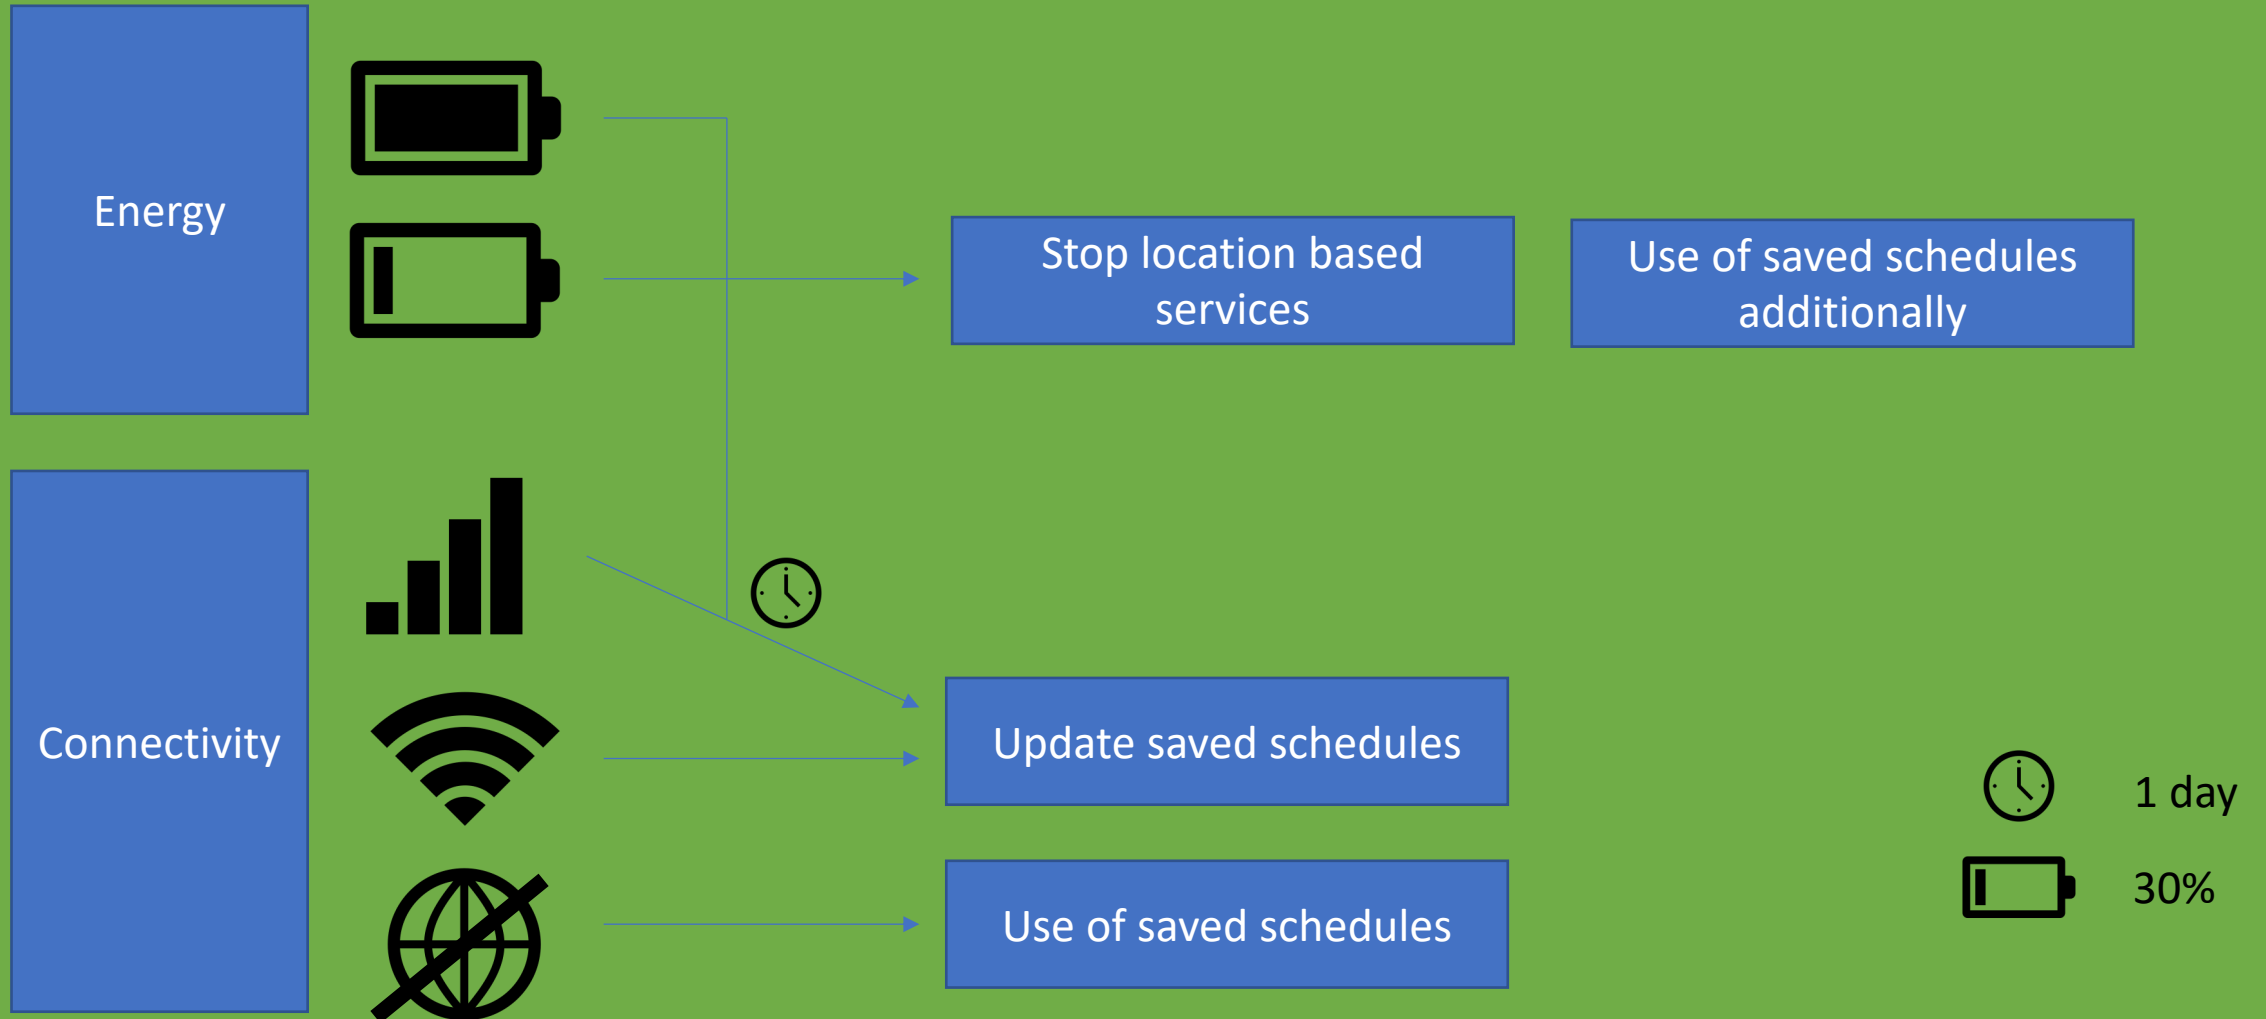 Energy
Stop location based
services
Use of saved schedules
additionally
Connectivity
Update saved schedules
Use of saved schedules
1 day
30%